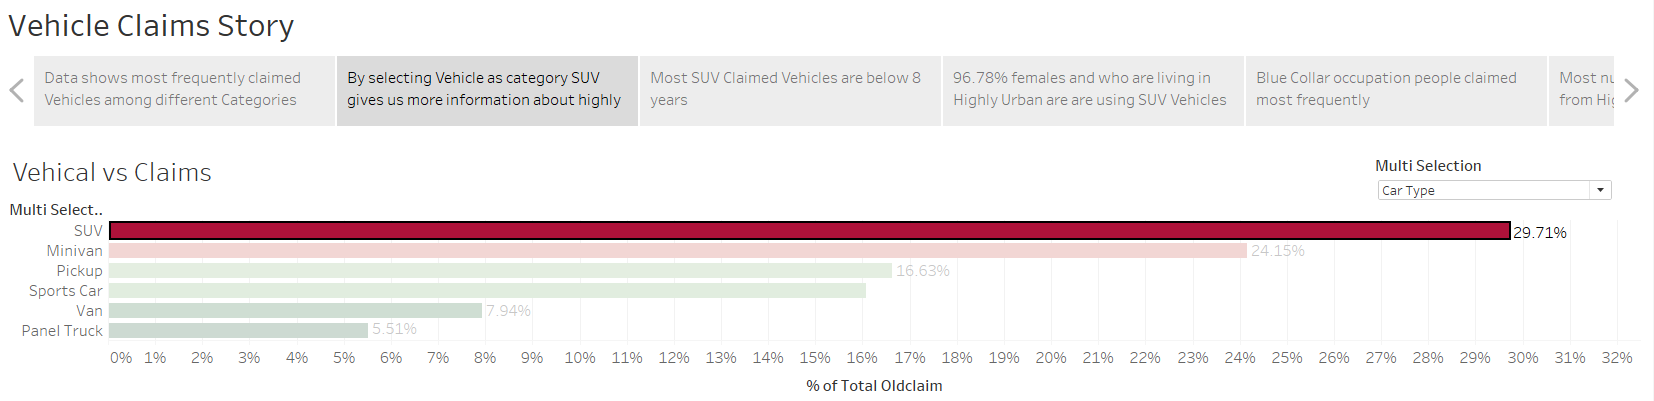 Vehicle Claims Story
Data shows most frequently claimed
Vehicles among different Categories
By selecting Vehicle as category SUV
gives us more information about highly
Most SUV Claimed Vehicles are below 8
years
96.78% females and who are living in
Highly Urban are are using SUV Vehicles
Blue Collar occupation people claimed
most frequently
Most nu
from Hig
Vehical vs Claims
Multi Selection
Car Type
Multi Select..
SUV
29.71%
Minivan
24.15%
Pickup
16.63%
Sports Car
Van
7.94%
Panel Truck
5.51%
0% 1% 2% 3% 4% 5% 6% 7% 8% 9% 10% 11% 12% 13% 14% 15% 16% 17% 18% 19% 20% 21% 22% 23% 24% 25% 26% 27% 28% 29% 30% 31% 32%
% of Total Oldclaim